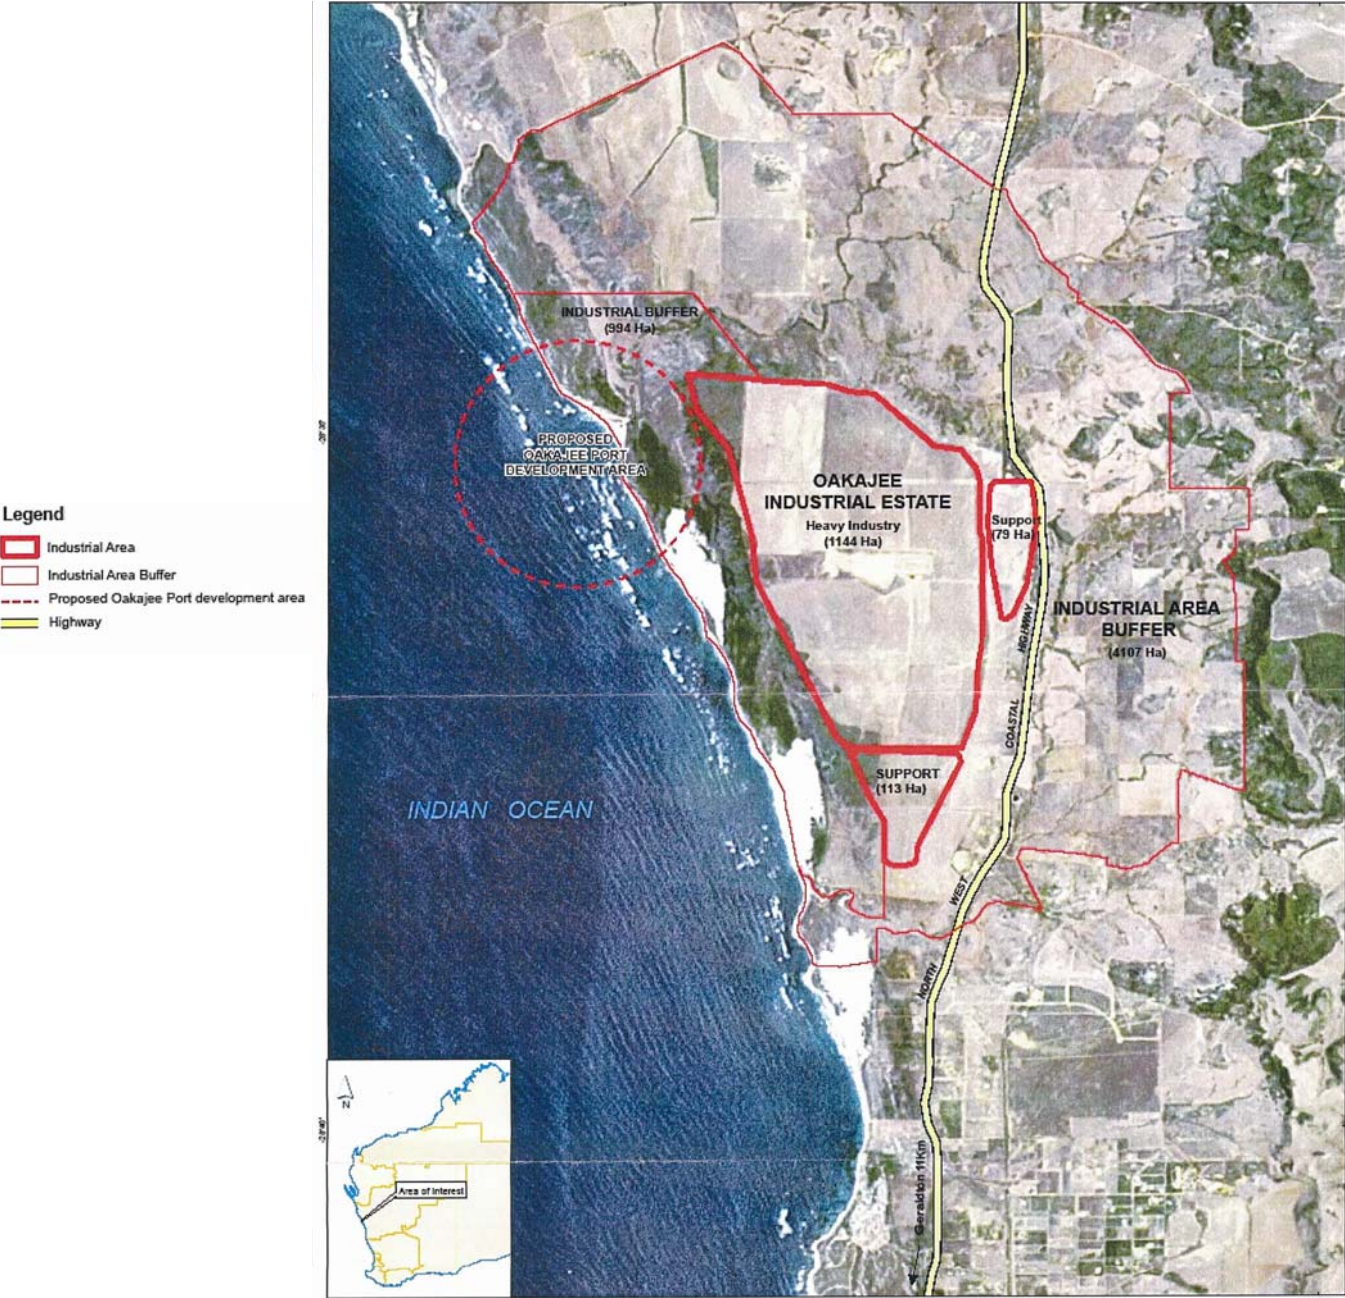 INDUSTRIAL BUFFER
(994 Ha)
PROPOSED
OAKAJEE PORT
DEVELOPMENT AREA
OAKAJEE
INDUSTRIAL ESTATE
Heavy Industry
(1144 Ha)
Support
(79 Ha)
INDUSTRIAL AREA
BUFFER
(4107 Ha)
Legend
Industrial Area
Industrial Area Buffer
Proposed Oakajee Port development area
Highway
SUPPORT
(113 Ha)
INDIAN OCEAN
NORTH WEST COASTAL HIGHWAY
Geraldton 11Km
N
Area of Interest